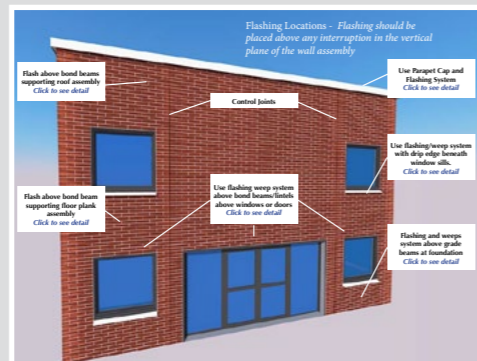 Flashing Locations - Flashing should be
placed above any interruption in the vertical
plane of the wall assembly
Flash above bond beams
supporting roof assembly
Click to see detail
Use Parapet Cap and
Flashing System
Click to see detail
Control Joints
Use flashing/weep system
with drip edge beneath
window sills.
Click to see detail
Flash above bond beam
supporting floor plank
assembly
Click to see detail
Use flashing weep system
above bond beams/lintels
above windows or doors
Click to see detail
Flashing and weeps
system above grade
beams at foundation
Click to see detail